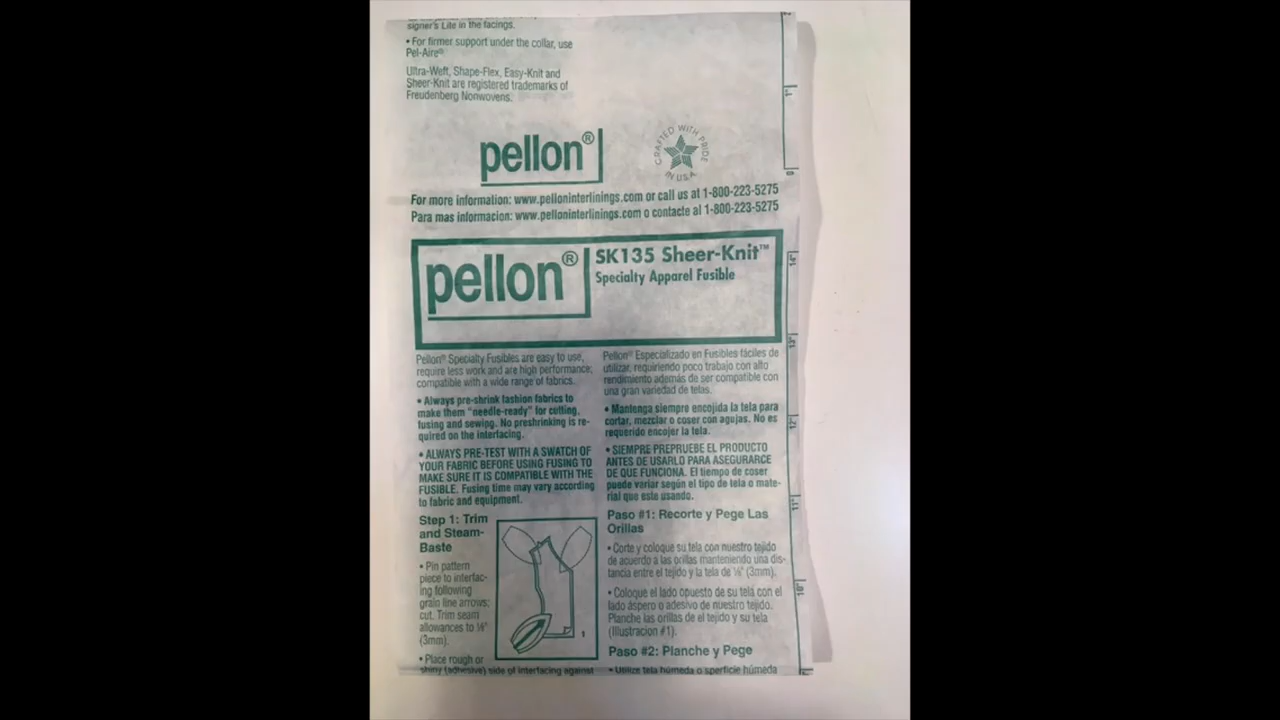 signer's Lite in the facings.
• For firmer support under the collar, use
Pel-Aire®.
Ultra-Weft, Shape-Flex, Easy-Knit and
Sheer-Knit are registered trademarks of
Freudenberg Nonwovens.
pellon®
CRAFTED WITH PRIDE
IN U.S.A.
For more information: www.pelloninterlinings.com or call us at 1-800-223-5275
Para mas informacion: www.pelloninterlinings.com o contacte al 1-800-223-5275
pellon®
SK135 Sheer-Knit™
Specialty Apparel Fusible
Pellon® Specialty Fusibles are easy to use,
require less work and are high performance;
compatible with a wide range of fabrics.
• Always pre-shrink fashion fabrics to
make them "needle-ready" for cutting,
fusing and sewing. No preshrinking is re-
quired on the interfacing.
• ALWAYS PRE-TEST WITH A SWATCH OF
YOUR FABRIC BEFORE USING FUSING TO
MAKE SURE IT IS COMPATIBLE WITH THE
FUSIBLE. Fusing time may vary according
to fabric and equipment.
Step 1: Trim
and Steam-
Baste
• Pin pattern
piece to interfac-
ing following
grain line arrows;
cut. Trim seam
allowances to ⅛"
(3mm).
• Place rough or
shiny (adhesive) side of interfacing against
1
Pellon® Especializado en Fusibles fáciles de
utilizar, requiriendo poco trabajo con alto
rendimiento además de ser compatible con
una gran variedad de telas.
• Mantenga siempre encojida la tela para
cortar, mezclar o coser con agujas. No es
requerido encojer la tela.
• SIEMPRE PREPRUEBE EL PRODUCTO
ANTES DE USARLO PARA ASEGURARCE
DE QUE FUNCIONA. El tiempo de coser
puede variar según el tipo de tela o mate-
rial que este usando.
Paso #1: Recorte y Pege Las
Orillas
• Corte y coloque su tela con nuestro tejido
de acuerdo a las orillas manteniendo una dis-
tancia entre el tejido y la tela de ⅛" (3mm).
• Coloque el lado opuesto de su tela con el
lado áspero o adesivo de nuestro tejido.
Planche las orillas de el tejido y su tela
(Illustracion #1).
Paso #2: Planche y Pege
• Utilize tela húmeda o sperficie húmeda
1"
0
14"
13"
12"
11"
10"